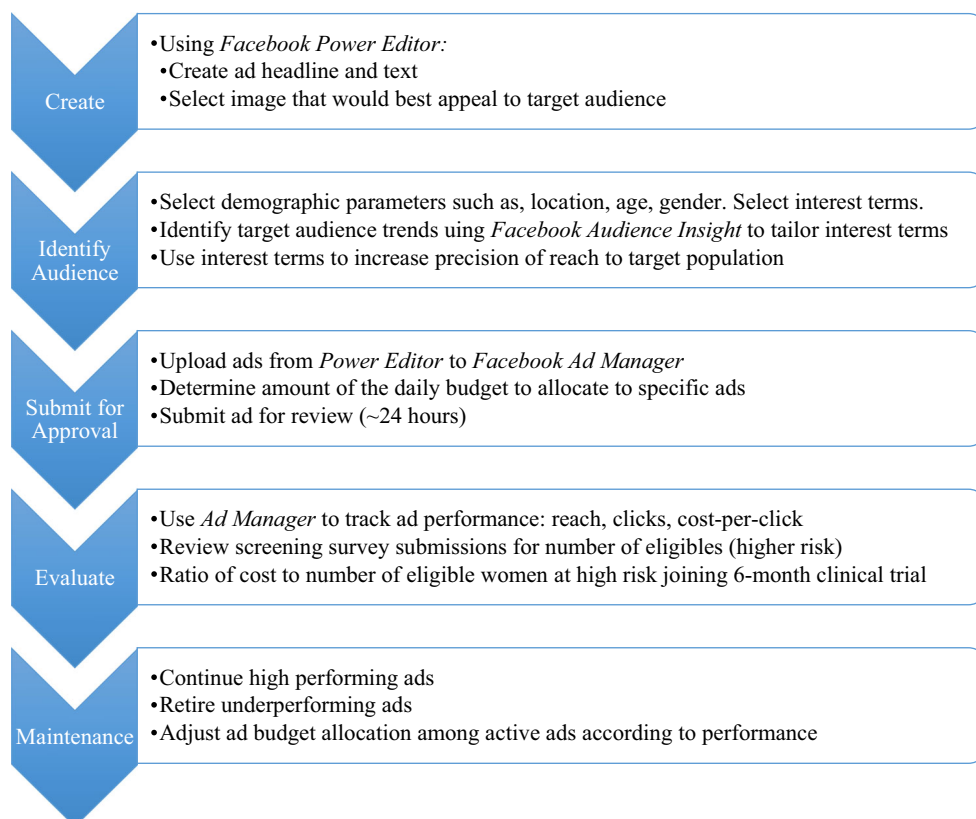 Create
•Using Facebook Power Editor:
•Create ad headline and text
•Select image that would best appeal to target audience
Identify
Audience
•Select demographic parameters such as, location, age, gender. Select interest terms.
•Identify target audience trends uing Facebook Audience Insight to tailor interest terms
•Use interest terms to increase precision of reach to target population
Submit for
Approval
•Upload ads from Power Editor to Facebook Ad Manager
•Determine amount of the daily budget to allocate to specific ads
•Submit ad for review (~24 hours)
Evaluate
•Use Ad Manager to track ad performance: reach, clicks, cost-per-click
•Review screening survey submissions for number of eligibles (higher risk)
•Ratio of cost to number of eligible women at high risk joining 6-month clinical trial
Maintenance
•Continue high performing ads
•Retire underperforming ads
•Adjust ad budget allocation among active ads according to performance